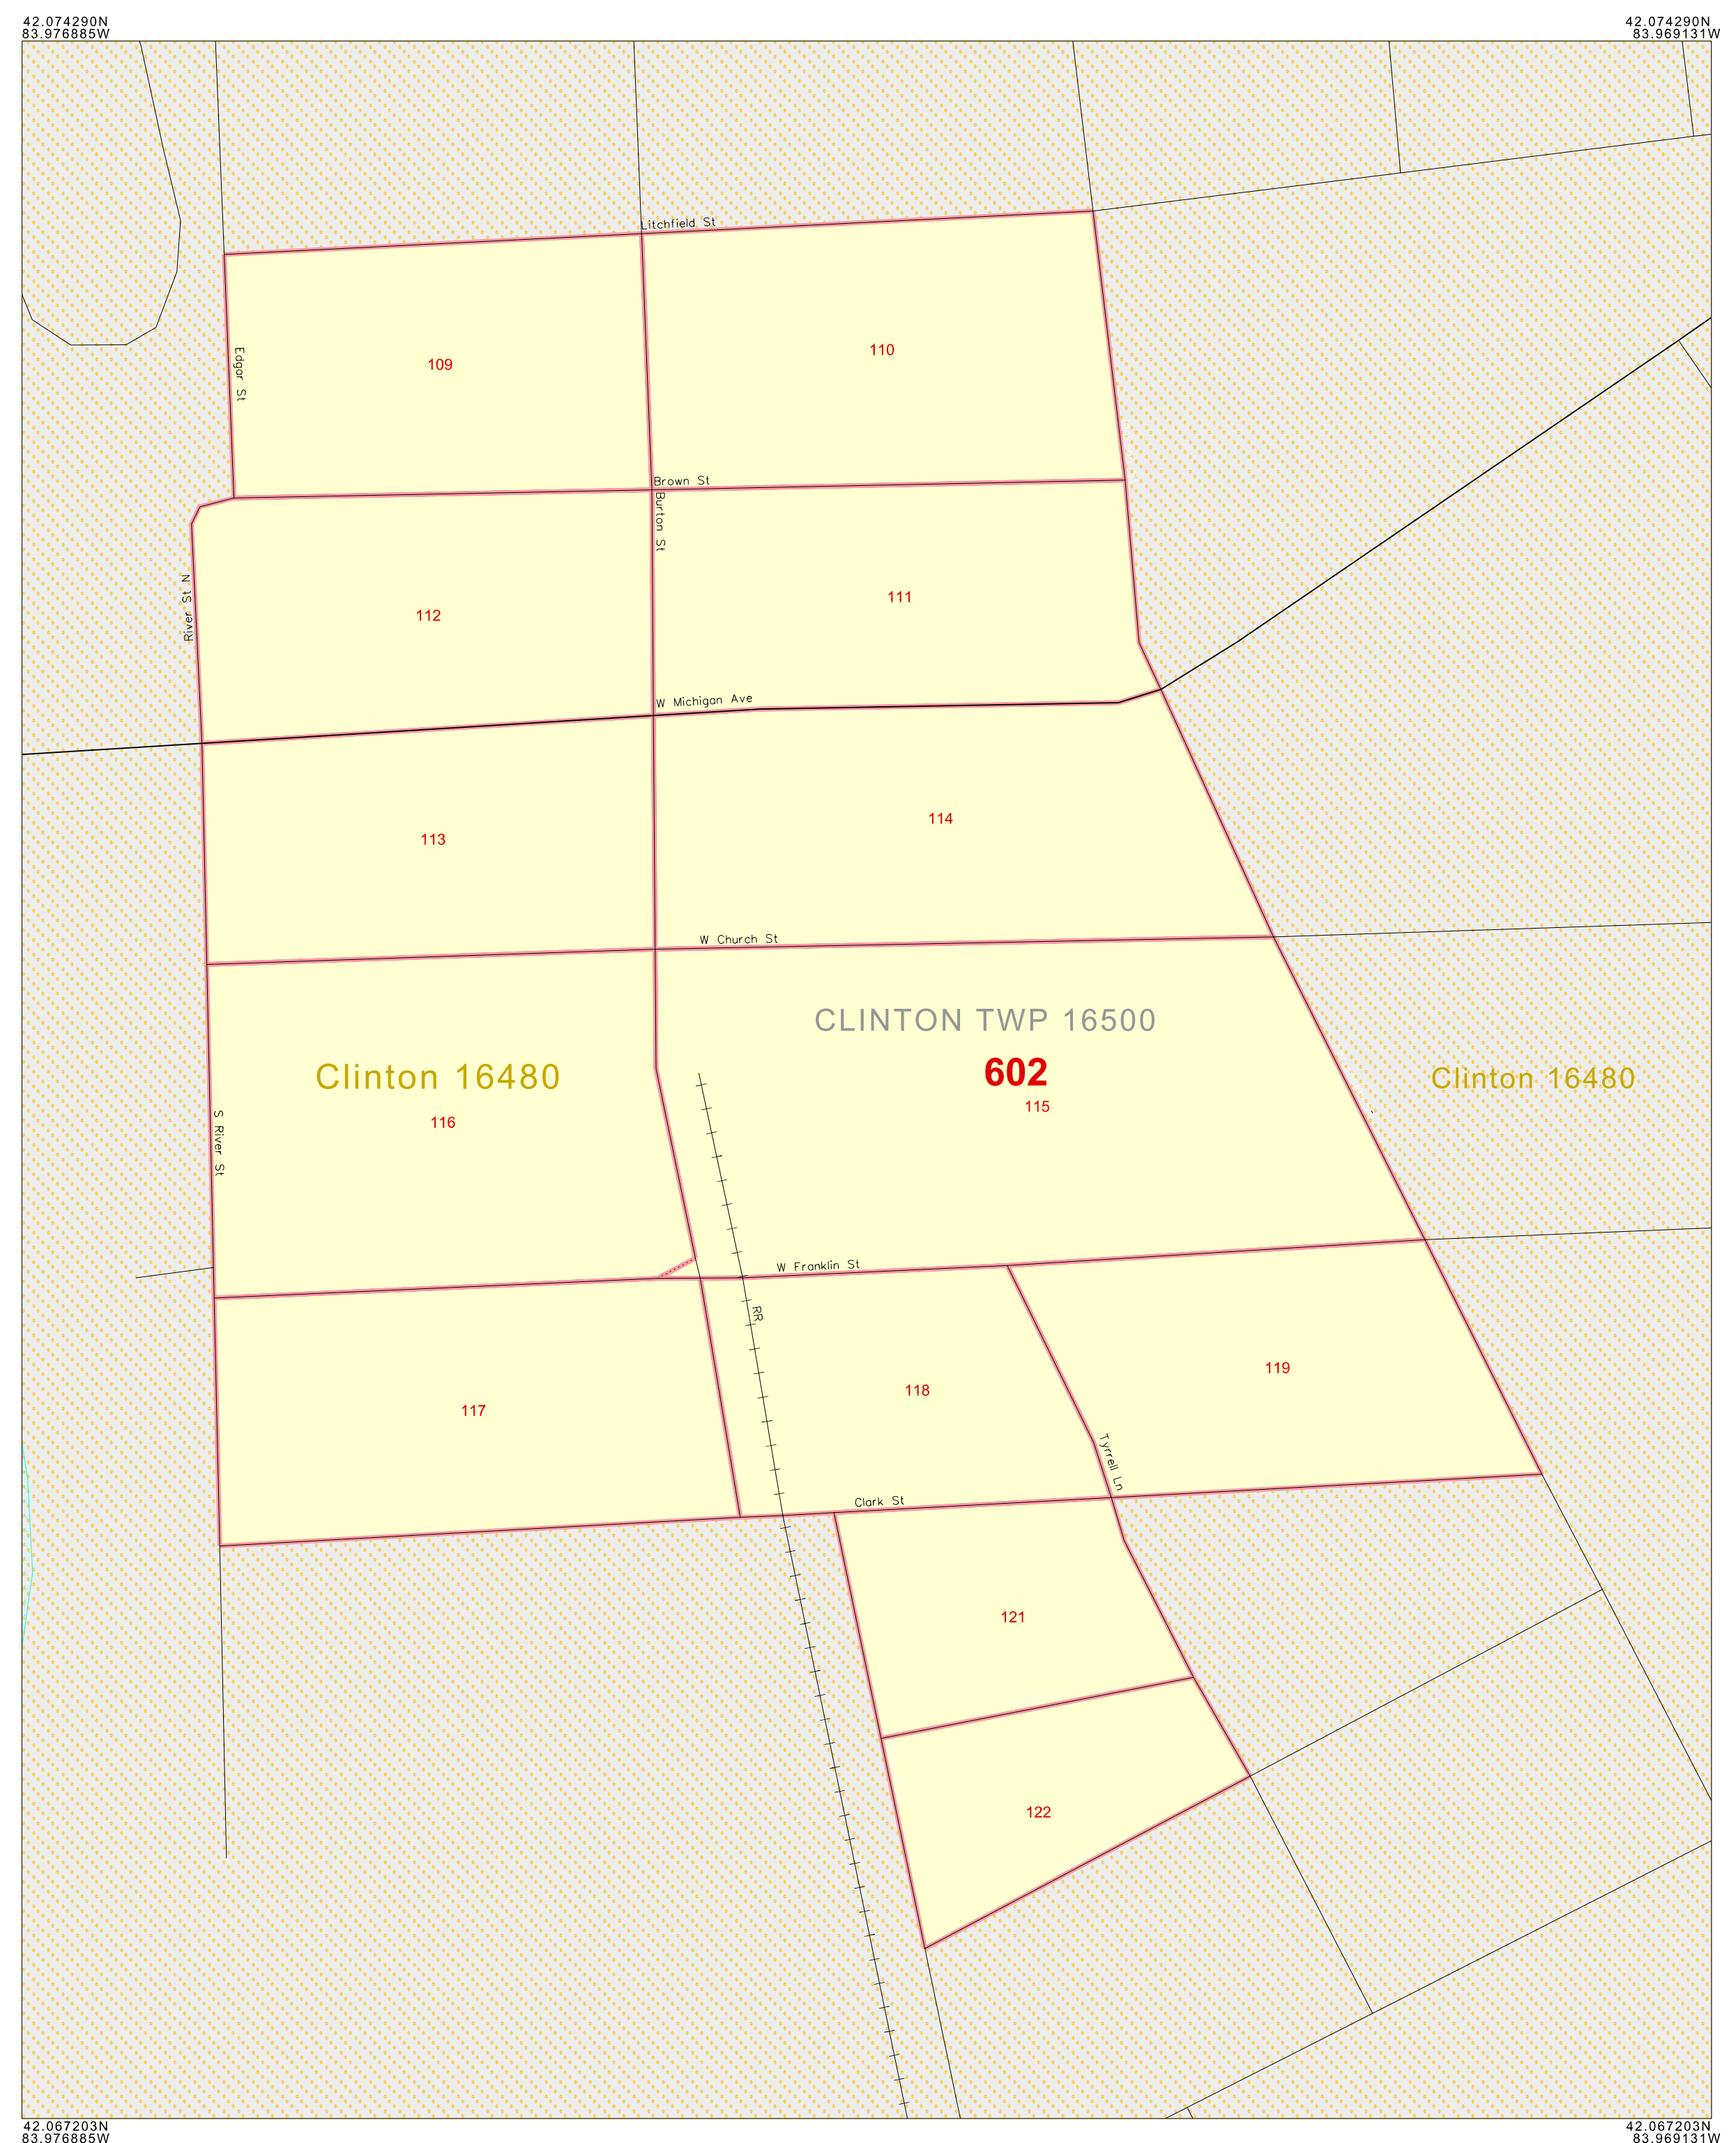 42.074290N
83.976885W
42.074290N
83.969131W
Litchfield St
110
109
Edgar St
Brown St
Burton St
River St N
111
112
W Michigan Ave
114
113
W Church St
CLINTON TWP 16500
Clinton 16480
602
Clinton 16480
115
116
S River St
W Franklin St
RR
119
118
117
Tyrrell Ln
Clark St
121
122
42.067203N
83.976885W
42.067203N
83.969131W